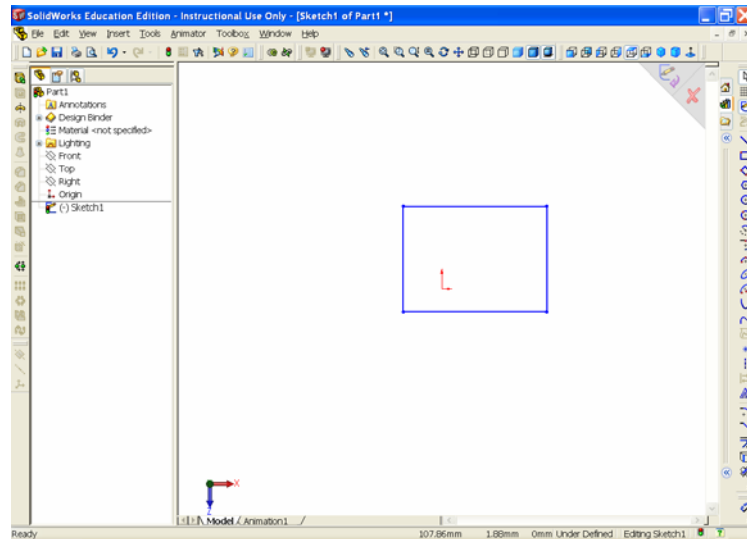 SolidWorks Education Edition - Instructional Use Only - [Sketch1 of Part1 *]
File Edit View Insert Tools Animator Toolbox Window Help
Part1
Annotations
Design Binder
Material <not specified>
Lighting
Front
Top
Right
Origin
(-) Sketch1
X
Z
Model Animation1
Ready 107.86mm 1.88mm 0mm Under Defined Editing Sketch1